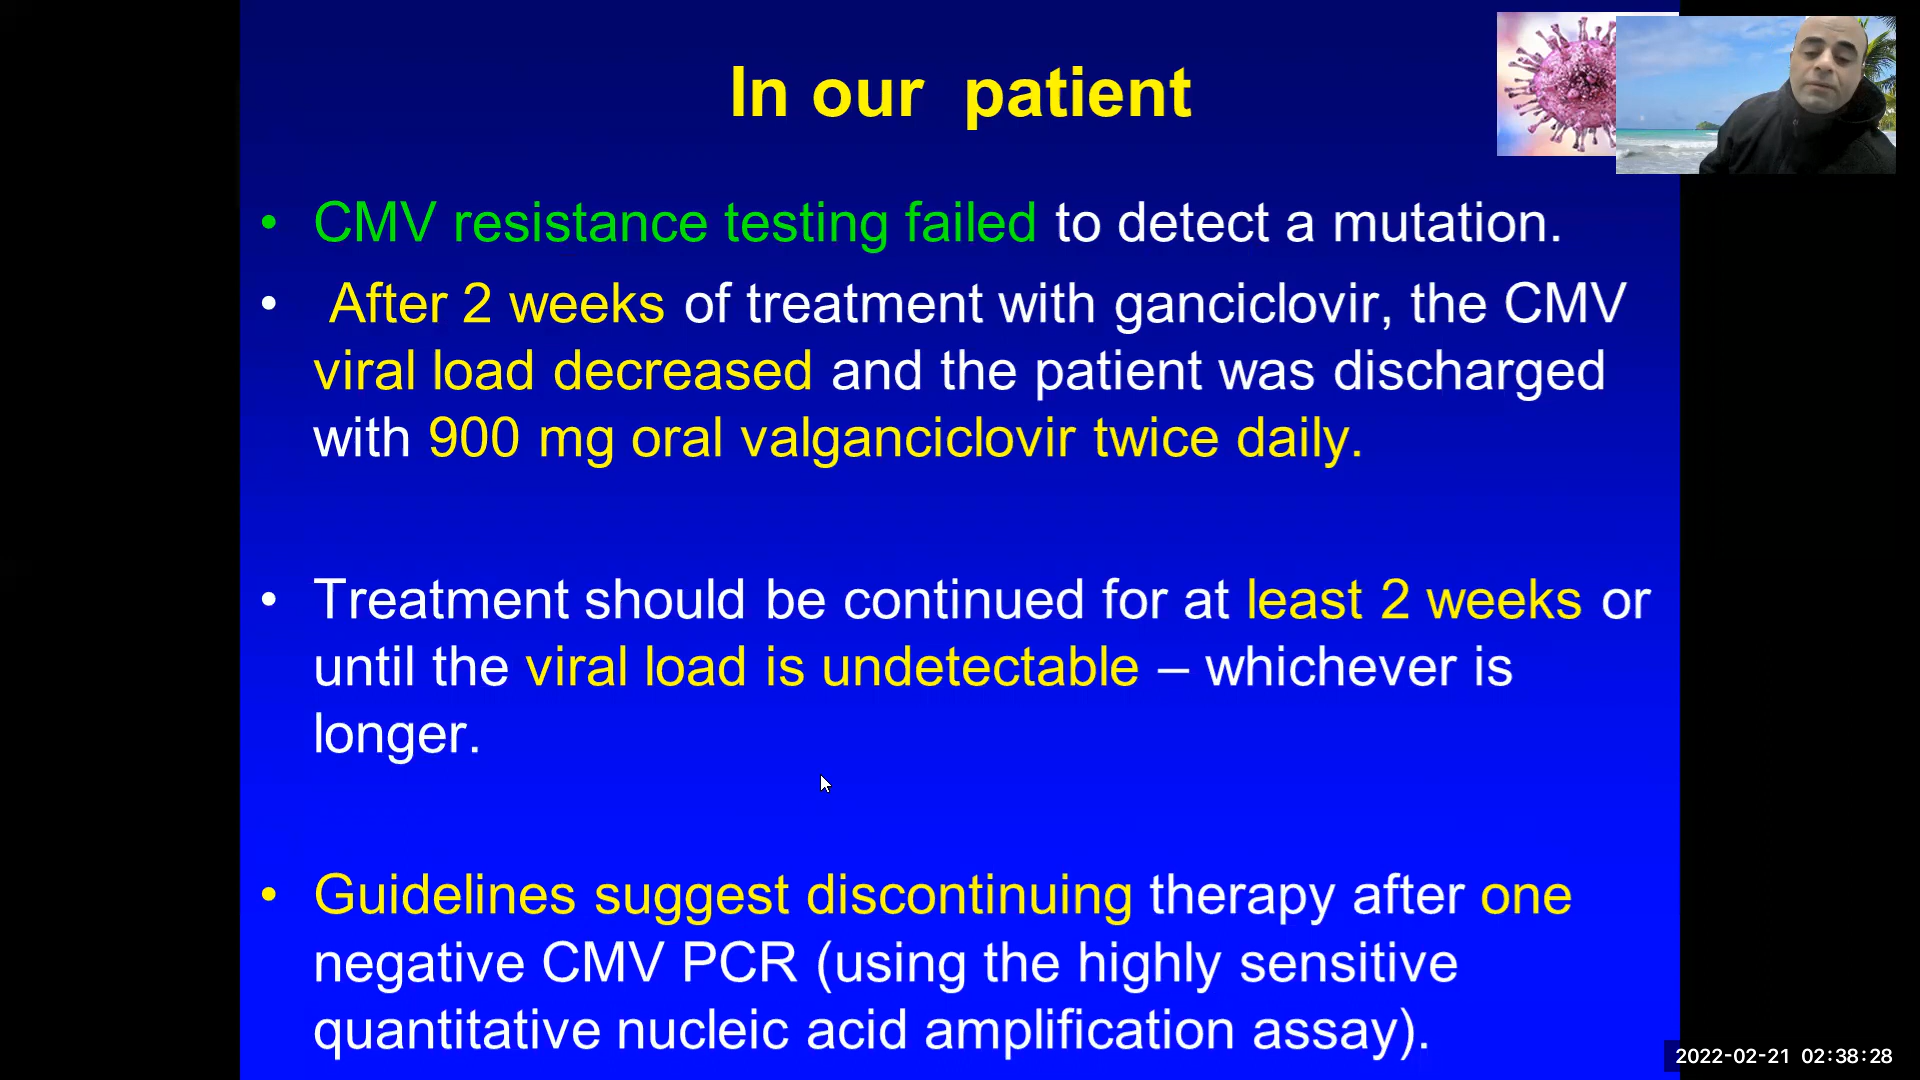 In our  patient
• CMV resistance testing failed to detect a mutation.
•  After 2 weeks of treatment with ganciclovir, the CMV
viral load decreased and the patient was discharged
with 900 mg oral valganciclovir twice daily.
• Treatment should be continued for at least 2 weeks or
until the viral load is undetectable – whichever is
longer.
• Guidelines suggest discontinuing therapy after one
negative CMV PCR (using the highly sensitive
quantitative nucleic acid amplification assay).
2022-02-21 02:38:28